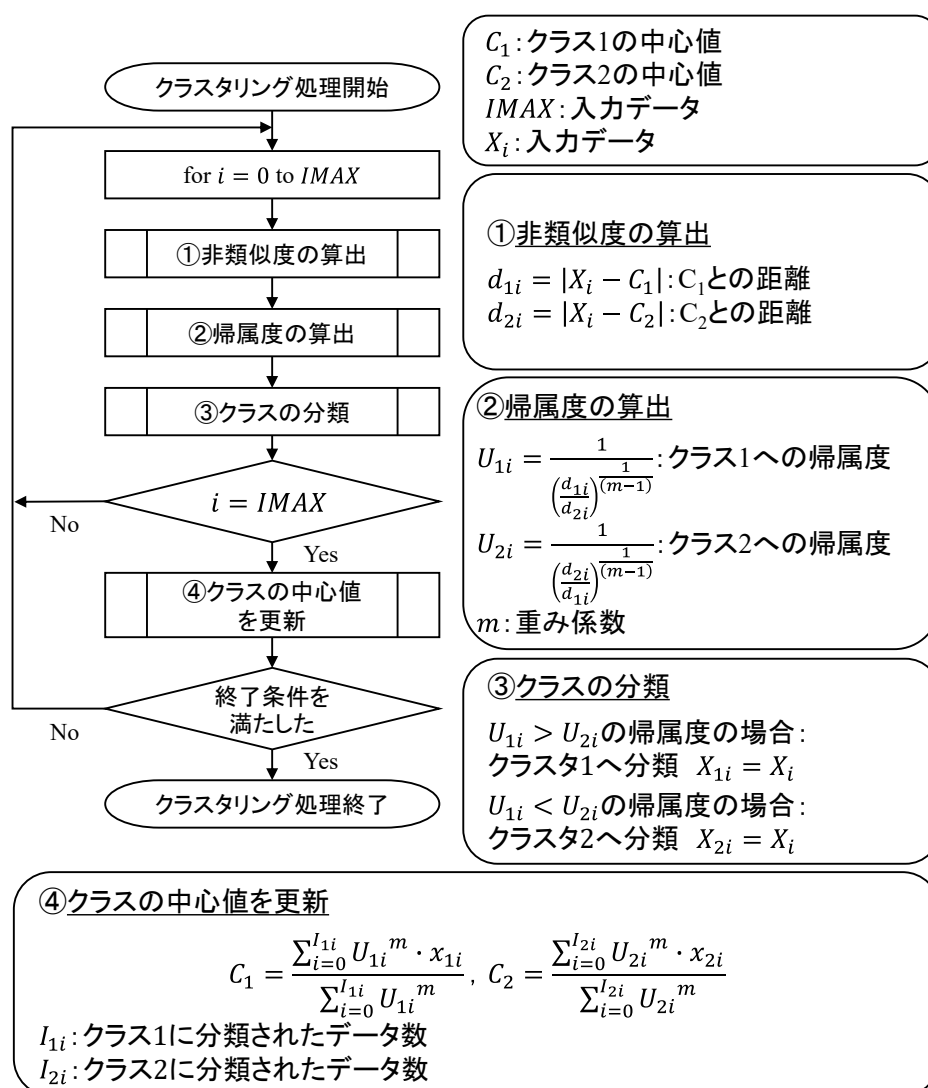 クラスタリング処理開始
for i = 0 to IMAX
①非類似度の算出
②帰属度の算出
③クラスの分類
i = IMAX
No
Yes
④クラスの中心値
を更新
終了条件を
満たした
No
Yes
クラスタリング処理終了
C₁:クラス1の中心値
C₂:クラス2の中心値
IMAX:入力データ
Xᵢ:入力データ
①非類似度の算出
d₁ᵢ = |Xᵢ − C₁|:C₁との距離
d₂ᵢ = |Xᵢ − C₂|:C₂との距離
②帰属度の算出
U₁ᵢ = 1/(d₁ᵢ/d₂ᵢ)^(1/(m−1)):クラス1への帰属度
U₂ᵢ = 1/(d₂ᵢ/d₁ᵢ)^(1/(m−1)):クラス2への帰属度
m:重み係数
③クラスの分類
U₁ᵢ > U₂ᵢの帰属度の場合:
クラスタ1へ分類 X₁ᵢ = Xᵢ
U₁ᵢ < U₂ᵢの帰属度の場合:
クラスタ2へ分類 X₂ᵢ = Xᵢ
④クラスの中心値を更新
C₁ = (∑_{i=0}^{I₁ᵢ} U₁ᵢ^m · x₁ᵢ)/(∑_{i=0}^{I₁ᵢ} U₁ᵢ^m), C₂ = (∑_{i=0}^{I₂ᵢ} U₂ᵢ^m · x₂ᵢ)/(∑_{i=0}^{I₂ᵢ} U₂ᵢ^m)
I₁ᵢ:クラス1に分類されたデータ数
I₂ᵢ:クラス2に分類されたデータ数